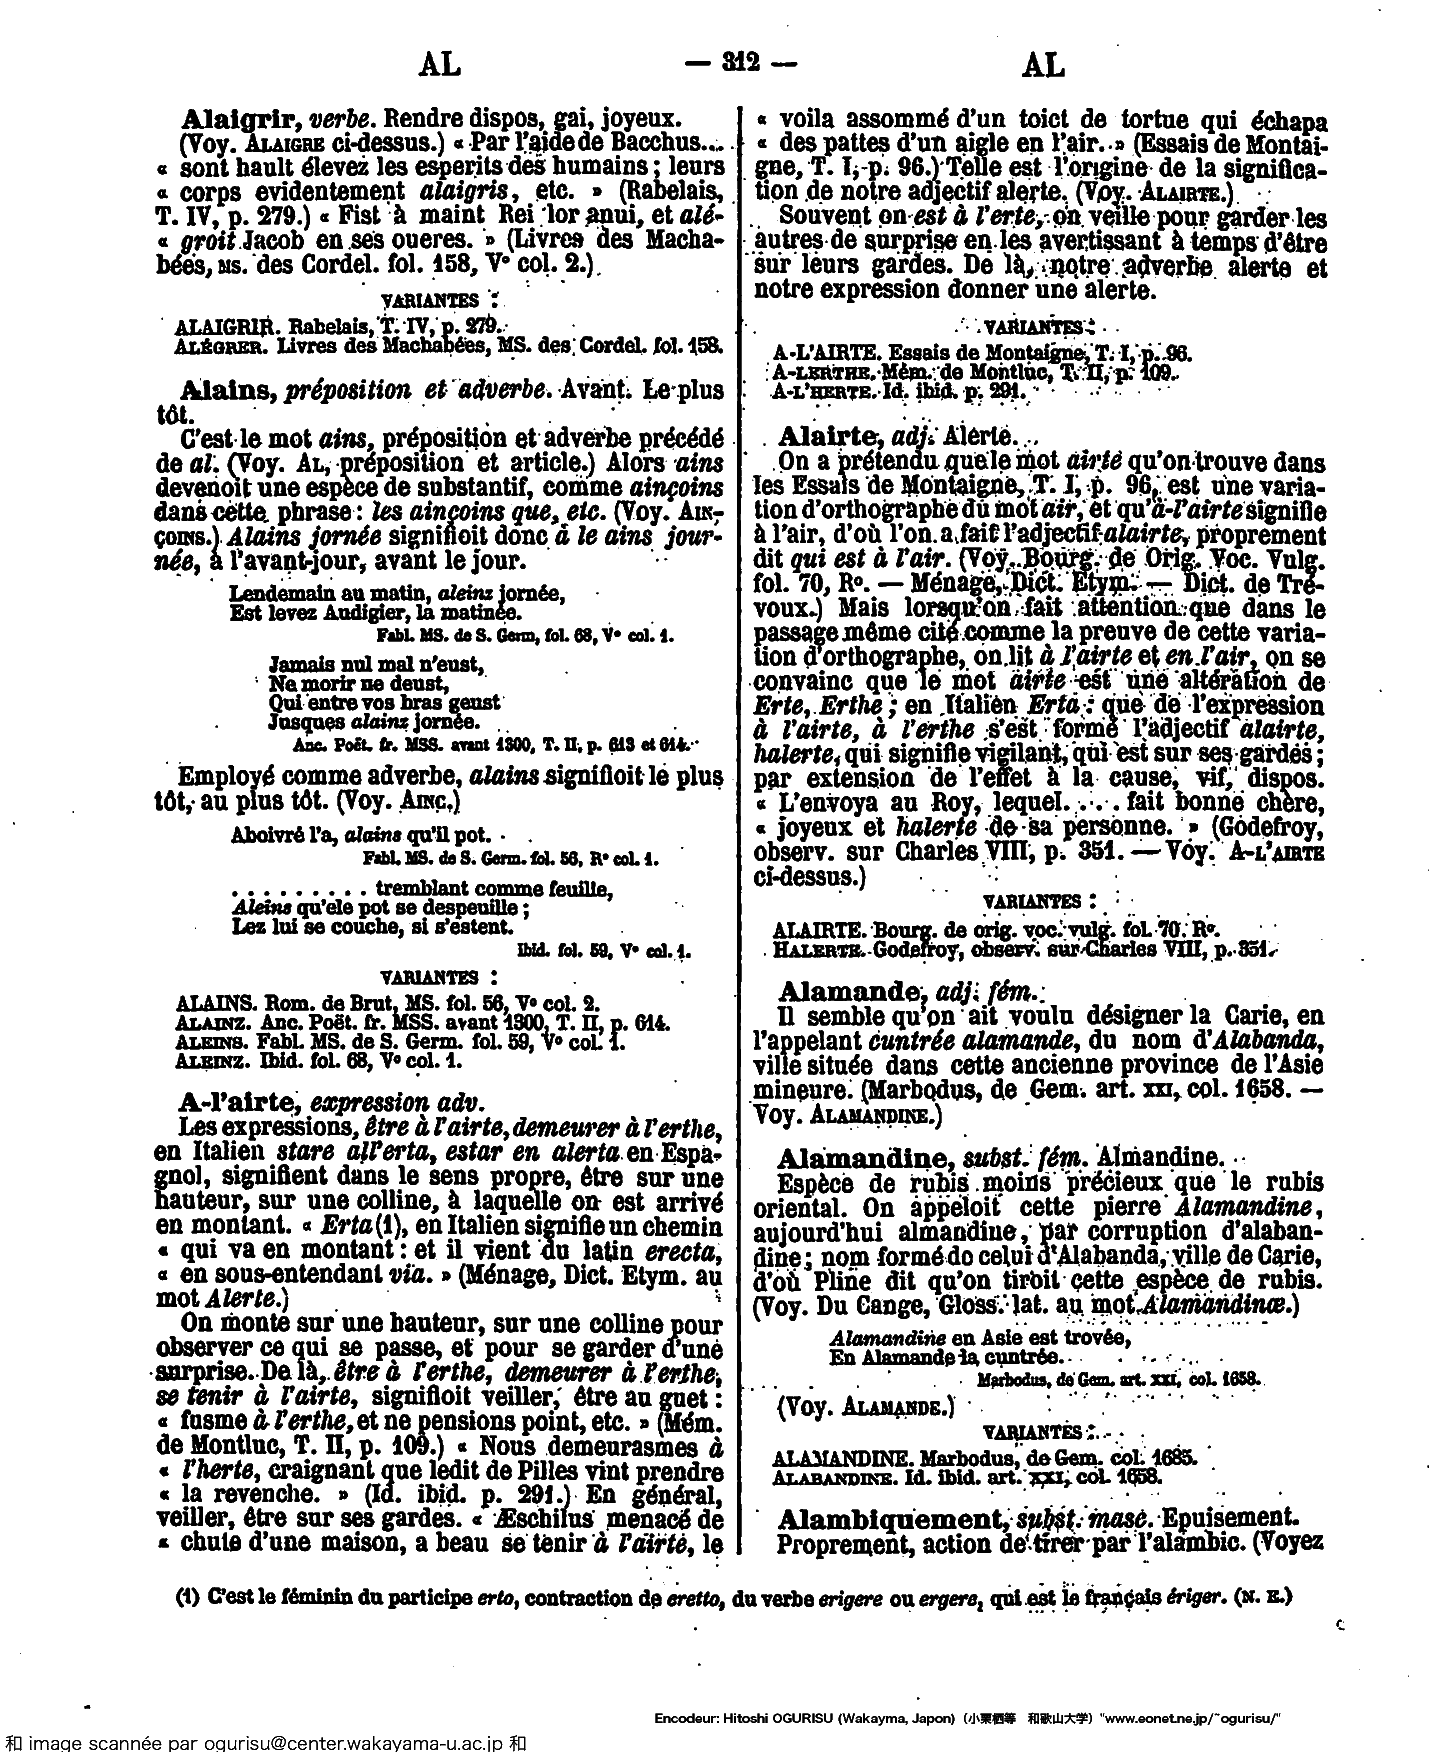 AL — 312 — AL
Alaigrir, verbe. Rendre dispos, gai, joyeux.
(Voy. ALAIGRE ci-dessus.) « Par l'aide de Bacchus...
« sont hault élevez les esperits des humains ; leurs
« corps evidentement alaigris, etc. » (Rabelais,
T. IV, p. 279.) « Fist à maint Rei lor anui, et alé-
« groit Jacob en ses oueres. » (Livres des Macha-
bées, MS. des Cordel. fol. 158, V° col. 2.)
VARIANTES :
ALAIGRIR. Rabelais, T. IV, p. 279.
ALÉGRER. Livres des Machabées, MS. des Cordel. fol. 158.
Alains, préposition et adverbe. Avant. Le plus
tôt.
C'est le mot ains, préposition et adverbe précédé
de al. (Voy. AL, préposition et article.) Alors ains
devenoit une espèce de substantif, comme ainçoins
dans cette phrase : les ainçoins que, etc. (Voy. AIN-
ÇOINS.) Alains jornée signifioit donc à le ains jour-
née, à l'avant-jour, avant le jour.
Lendemain au matin, aleinz jornée,
Est levez Audigier, la matinée.
Fabl. MS. de S. Germ, fol. 68, V° col. 1.
Jamais nul mal n'eust,
Ne morir ne deust,
Qui entre vos bras geust
Jusques alainz jornée.
Anc. Poët. fr. MSS. avant 1300, T. II, p. 613 et 614.
Employé comme adverbe, alains signifioit le plus
tôt, au plus tôt. (Voy. AINC.)
Aboivré l'a, alains qu'il pot.
Fabl. MS. de S. Germ. fol. 56, R° col. 1.
. . . . . . . . . tremblant comme feuille,
Aleins qu'ele pot se despeuille ;
Lez lui se couche, si s'estent.
Ibid. fol. 59, V° col. 1.
VARIANTES :
ALAINS. Rom. de Brut, MS. fol. 56, V° col. 2.
ALAINZ. Anc. Poët. fr. MSS. avant 1300, T. II, p. 614.
ALEINS. Fabl. MS. de S. Germ. fol. 59, V° col. 1.
ALEINZ. Ibid. fol. 68, V° col. 1.
A-l'airte, expression adv.
Les expressions, être à l'airte, demeurer à l'erthe,
en Italien stare all'erta, estar en alerta en Espa-
gnol, signifient dans le sens propre, être sur une
hauteur, sur une colline, à laquelle on est arrivé
en montant. « Erta (1), en Italien signifie un chemin
« qui va en montant : et il vient du latin erecta,
« en sous-entendant via. » (Ménage, Dict. Etym. au
mot Alerte.)
On monte sur une hauteur, sur une colline pour
observer ce qui se passe, et pour se garder d'une
surprise. De là, être à l'erthe, demeurer à l'erthe,
se tenir à l'airte, signifioit veiller, être au guet :
« fusme à l'erthe, et ne pensions point, etc. » (Mém.
de Montluc, T. II, p. 109.) « Nous demeurasmes à
« l'herte, craignant que ledit de Pilles vint prendre
« la revenche. » (Id. ibid. p. 291.) En général,
veiller, être sur ses gardes. « Æschilus menacé de
« chute d'une maison, a beau se tenir à l'airte, le
« voila assommé d'un toict de tortue qui échapa
« des pattes d'un aigle en l'air. » (Essais de Montai-
gne, T. I, p. 96.) Telle est l'origine de la significa-
tion de notre adjectif alerte. (Voy. ALAIRTE.)
Souvent on est à l'erte, on veille pour garder les
autres de surprise en les avertissant à temps d'être
sur leurs gardes. De là, notre adverbe alerte et
notre expression donner une alerte.
VARIANTES :
A-L'AIRTE. Essais de Montaigne, T. I, p. 96.
A-LERTHE. Mém. de Montluc, T. II, p. 109.
A-L'HERTE. Id. ibid. p. 291.
Alairte, adj. Alerte.
On a prétendu que le mot airté qu'on trouve dans
les Essais de Montaigne, T. I, p. 96, est une varia-
tion d'orthographe du mot air, et qu'à-l'airte signifie
à l'air, d'où l'on a fait l'adjectif alairte, proprement
dit qui est à l'air. (Voy. Bourg. de Orig. Voc. Vulg.
fol. 70, R°. — Ménage, Dict. Etym. — Dict. de Tré-
voux.) Mais lorsqu'on fait attention que dans le
passage même cité comme la preuve de cette varia-
tion d'orthographe, on lit à l'airte et en l'air, on se
convainc que le mot airte est une altération de
Erte, Erthe ; en Italien Erta : que de l'expression
à l'airte, à l'erthe s'est formé l'adjectif alairte,
halerte, qui signifie vigilant, qui est sur ses gardes ;
par extension de l'effet à la cause, vif, dispos.
« L'envoya au Roy, lequel . . . . fait bonne chère,
« joyeux et halerte de sa personne. » (Godefroy,
observ. sur Charles VIII, p. 351. — Voy. A-L'AIRTE
ci-dessus.)
VARIANTES :
ALAIRTE. Bourg. de orig. voc. vulg. fol. 70. R°.
HALERTE. Godefroy, observ. sur Charles VIII, p. 351.
Alamande, adj. fém.
Il semble qu'on ait voulu désigner la Carie, en
l'appelant cuntrée alamande, du nom d'Alabanda,
ville située dans cette ancienne province de l'Asie
mineure. (Marbodus, de Gem. art. XXI, col. 1658. —
Voy. ALAMANDINE.)
Alamandine, subst. fém. Almandine.
Espèce de rubis moins précieux que le rubis
oriental. On appeloit cette pierre Alamandine,
aujourd'hui almandine, par corruption d'alaban-
dine ; nom formé do celui d'Alabanda, ville de Carie,
d'où Pline dit qu'on tiroit cette espèce de rubis.
(Voy. Du Cange, Gloss. lat. au mot Alamandinæ.)
Alamandine en Asie est trovée,
En Alamande la cuntrée.
Marbodus, de Gem. art. XXI, col. 1658.
(Voy. ALAMANDE.)
VARIANTES :
ALAMANDINE. Marbodus, de Gem. col. 1685.
ALABANDINE. Id. ibid. art. XXI, col. 1658.
Alambiquement, subst. masc. Epuisement.
Proprement, action de tirer par l'alambic. (Voyez
(1) C'est le féminin du participe erto, contraction de eretto, du verbe erigere ou ergere, qui est le français ériger. (N. E.)
Encodeur: Hitoshi OGURISU (Wakayma, Japon) (小栗栖等 和歌山大学) "www.eonet.ne.jp/~ogurisu/"
和 image scannée par ogurisu@center.wakayama-u.ac.jp 和